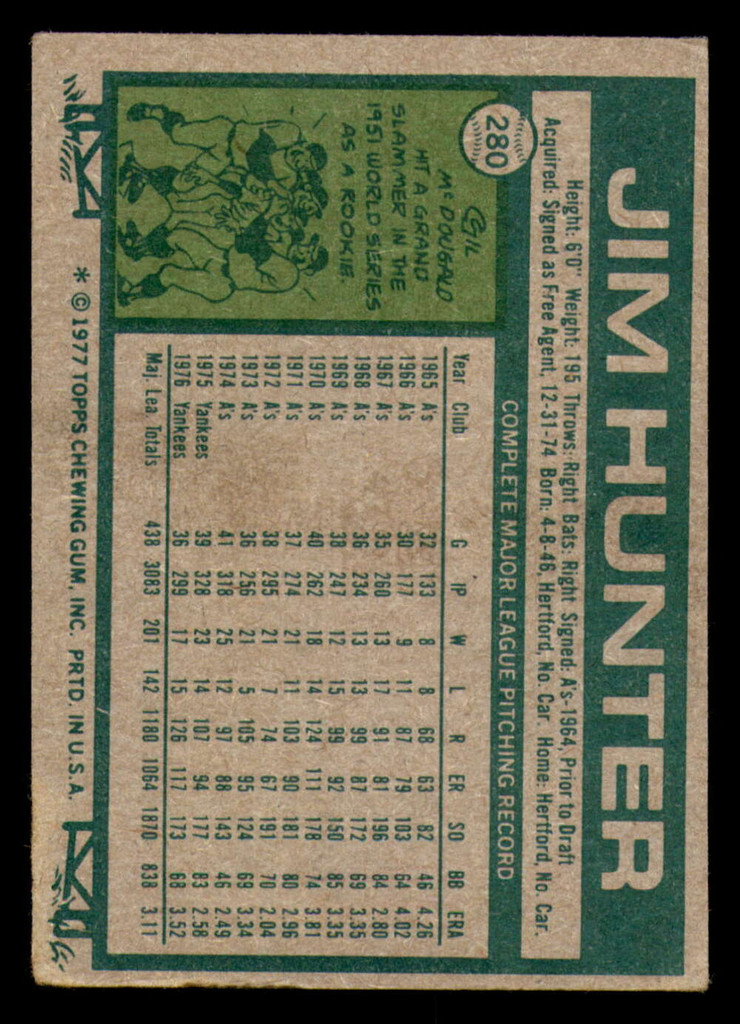 JIM HUNTER
280
Height: 6'0" Weight: 195 Throws: Right Bats: Right Signed: A's-1964, Prior to Draft
Acquired: Signed as Free Agent, 12-31-74 Born: 4-8-46, Hertford, No. Car. Home: Hertford, No. Car.
COMPLETE MAJOR LEAGUE PITCHING RECORD
GIL
McDOUGALD
HIT A GRAND
SLAMMER IN THE
1951 WORLD SERIES
AS A ROOKIE.
Year Club G IP W L R ER SO BB ERA
1965 A's 32 133 8 8 68 63 82 46 4.26
1966 A's 30 177 9 11 87 79 103 64 4.02
1967 A's 35 260 13 17 91 81 196 84 2.80
1968 A's 36 234 13 13 99 87 172 69 3.35
1969 A's 38 247 12 15 99 92 150 85 3.35
1970 A's 40 262 18 14 124 111 178 74 3.81
1971 A's 37 274 21 11 103 90 181 80 2.96
1972 A's 38 295 21 7 74 67 191 70 2.04
1973 A's 36 256 21 5 105 95 124 69 3.34
1974 A's 41 318 25 12 97 88 143 46 2.49
1975 Yankees 39 328 23 14 107 94 177 83 2.58
1976 Yankees 36 299 17 15 126 117 173 68 3.52
Maj. Lea. Totals 438 3083 201 142 1180 1064 1870 838 3.11
* © 1977 TOPPS CHEWING GUM, INC. PRTD. IN U.S.A.